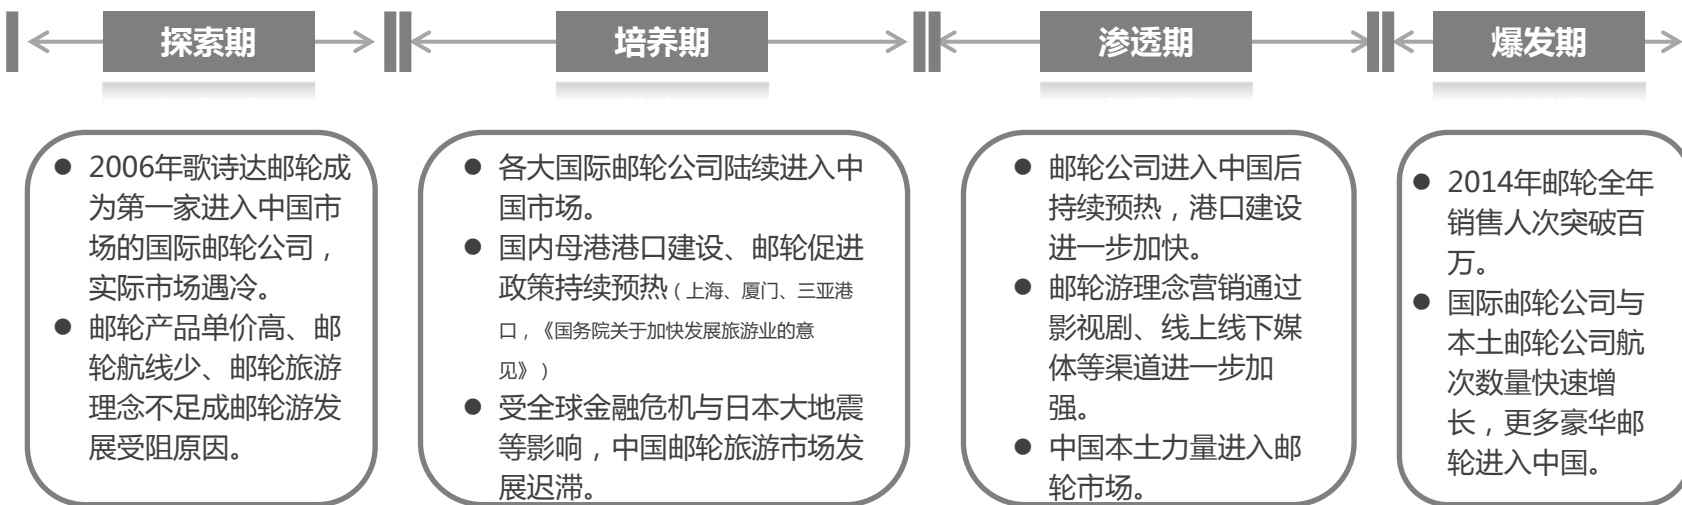 探索期
培养期
渗透期
爆发期
● 2006年歌诗达邮轮成
为第一家进入中国市
场的国际邮轮公司，
实际市场遇冷。
● 邮轮产品单价高、邮
轮航线少、邮轮旅游
理念不足成邮轮游发
展受阻原因。
● 各大国际邮轮公司陆续进入中
国市场。
● 国内母港港口建设、邮轮促进
政策持续预热（上海、厦门、三亚港
口，《国务院关于加快发展旅游业的意
见》）
● 受全球金融危机与日本大地震
等影响，中国邮轮旅游市场发
展迟滞。
● 邮轮公司进入中国后
持续预热，港口建设
进一步加快。
● 邮轮游理念营销通过
影视剧、线上线下媒
体等渠道进一步加
强。
● 中国本土力量进入邮
轮市场。
● 2014年邮轮全年
销售人次突破百
万。
● 国际邮轮公司与
本土邮轮公司航
次数量快速增
长，更多豪华邮
轮进入中国。